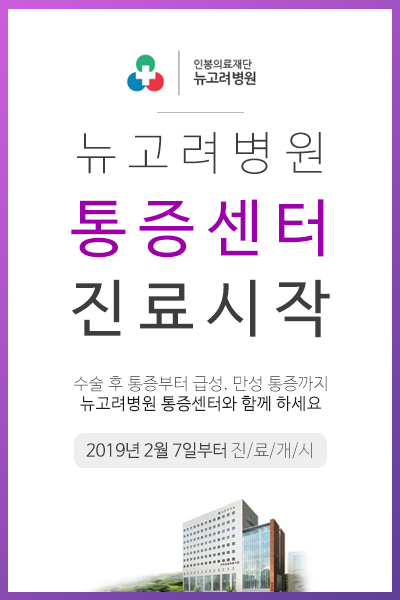 인봉의료재단
뉴고려병원
뉴고려병원
통증센터
진료시작
수술 후 통증부터 급성, 만성 통증까지
뉴고려병원 통증센터와 함께 하세요
2019년 2월 7일부터 진/료/개/시